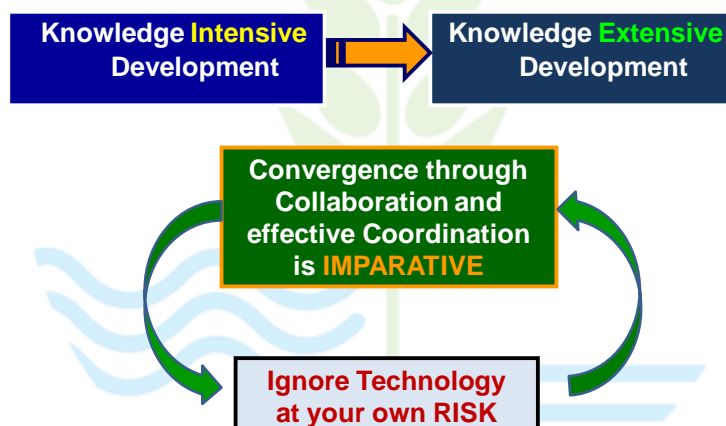 Knowledge Intensive
Development
Knowledge Extensive
Development
Convergence through
Collaboration and
effective Coordination
is IMPARATIVE
Ignore Technology
at your own RISK